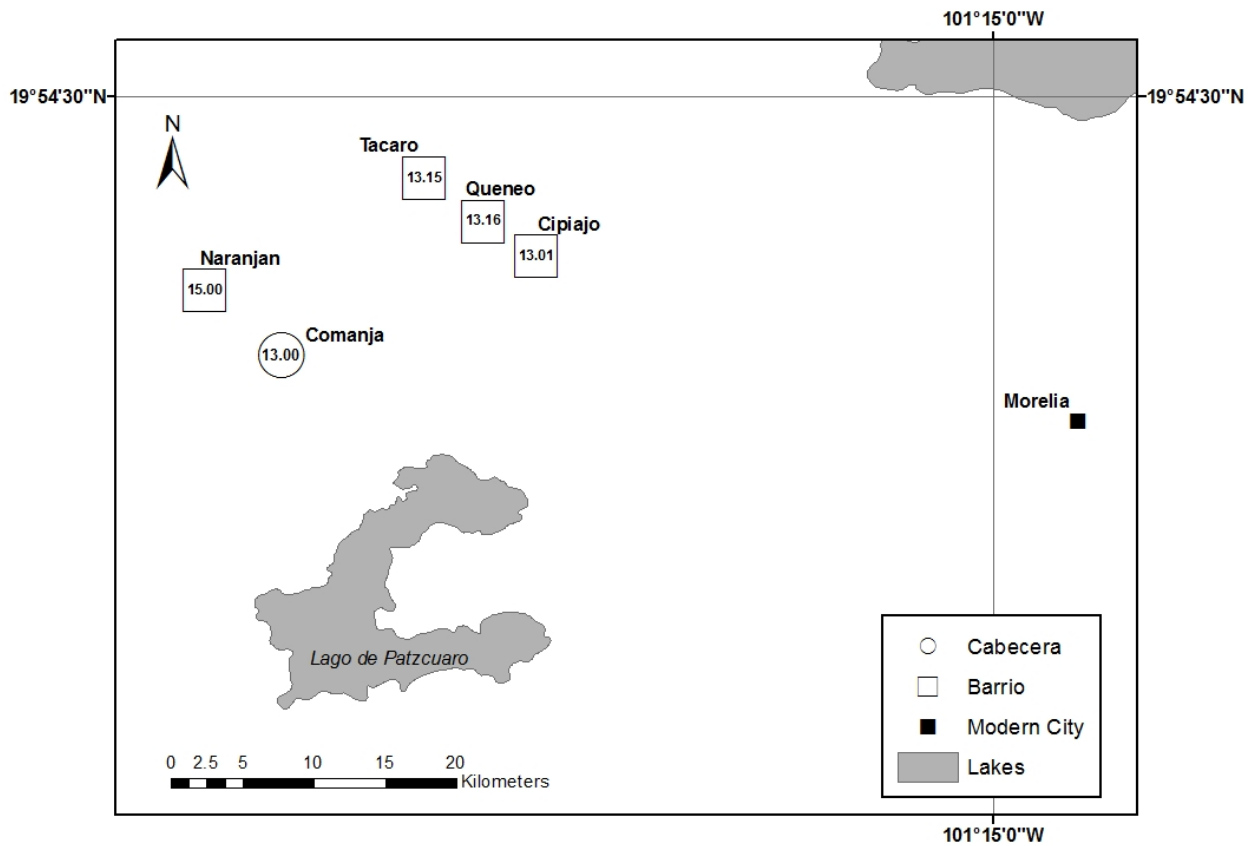 101°15'0"W
19°54'30"N
19°54'30"N
N
Tacaro
13.15
Queneo
13.16
Cipiajo
13.01
Naranjan
15.00
Comanja
13.00
Morelia
Lago de Patzcuaro
Cabecera
Barrio
Modern City
Lakes
0 2.5 5 10 15 20
Kilometers
101°15'0"W